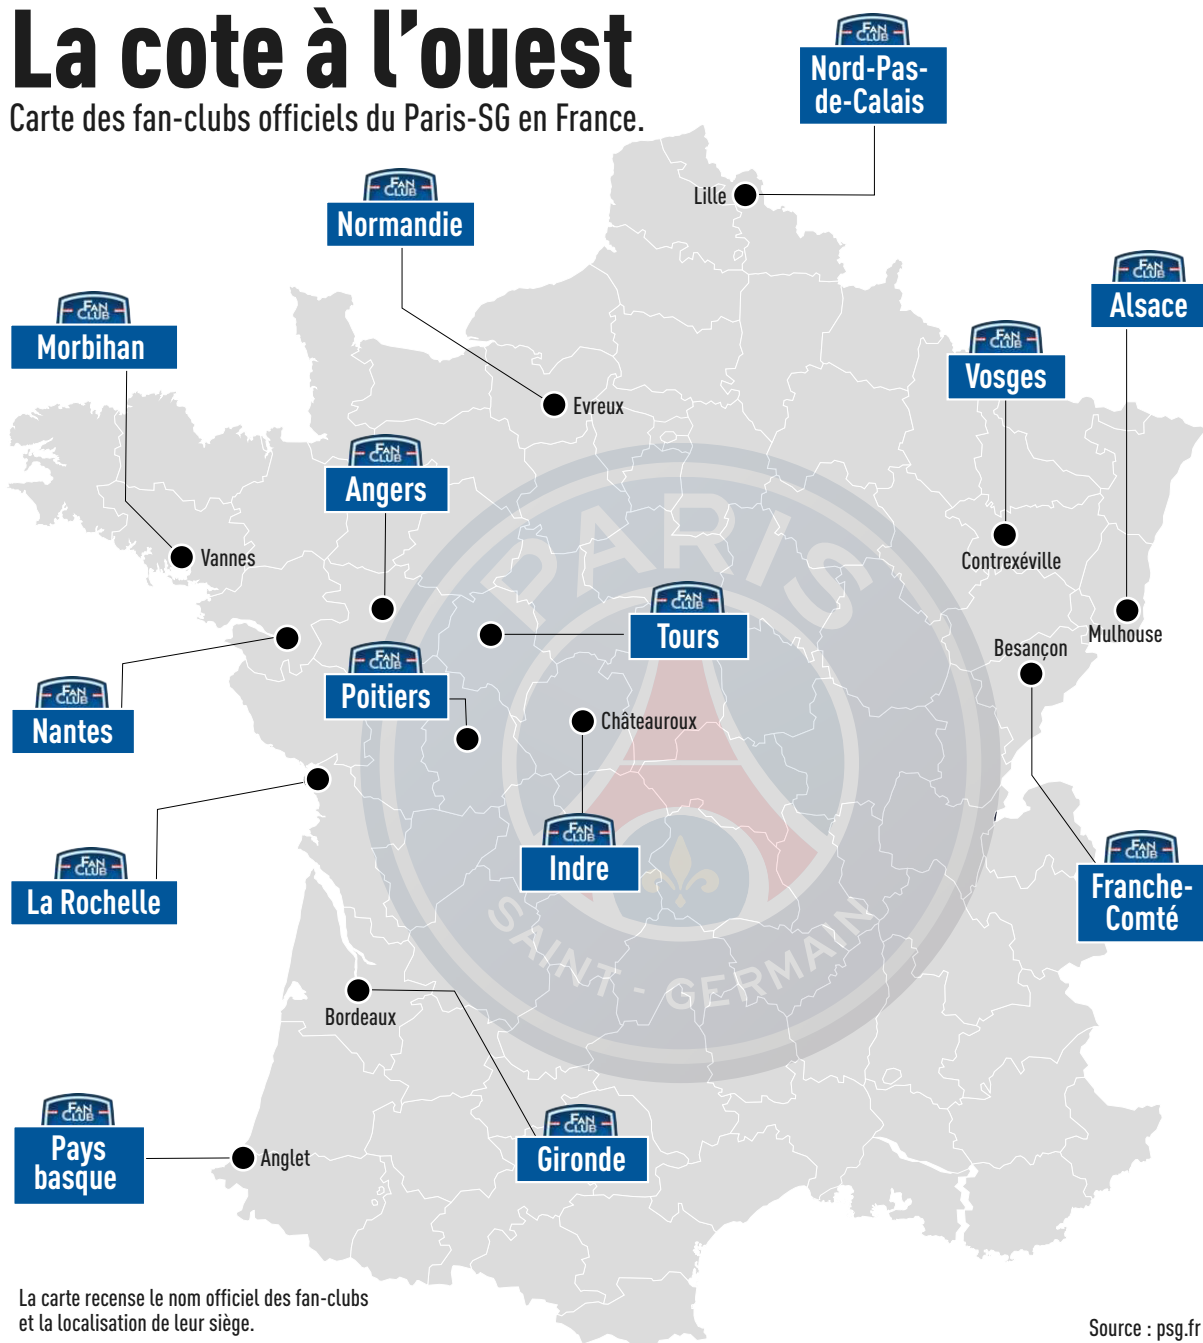 La cote à l’ouest
Carte des fan-clubs officiels du Paris-SG en France.
FAN
CLUB
Nord-Pas-
de-Calais
Lille
FAN
CLUB
Normandie
Evreux
FAN
CLUB
Alsace
Mulhouse
FAN
CLUB
Morbihan
Vannes
FAN
CLUB
Vosges
Contrexéville
FAN
CLUB
Angers
FAN
CLUB
Tours
FAN
CLUB
Poitiers
FAN
CLUB
Nantes
Besançon
Châteauroux
FAN
CLUB
Indre
FAN
CLUB
La Rochelle
FAN
CLUB
Franche-
Comté
PARIS
SAINT - GERMAIN
Bordeaux
FAN
CLUB
Gironde
FAN
CLUB
Pays
basque
Anglet
La carte recense le nom officiel des fan-clubs
et la localisation de leur siège.
Source : psg.fr